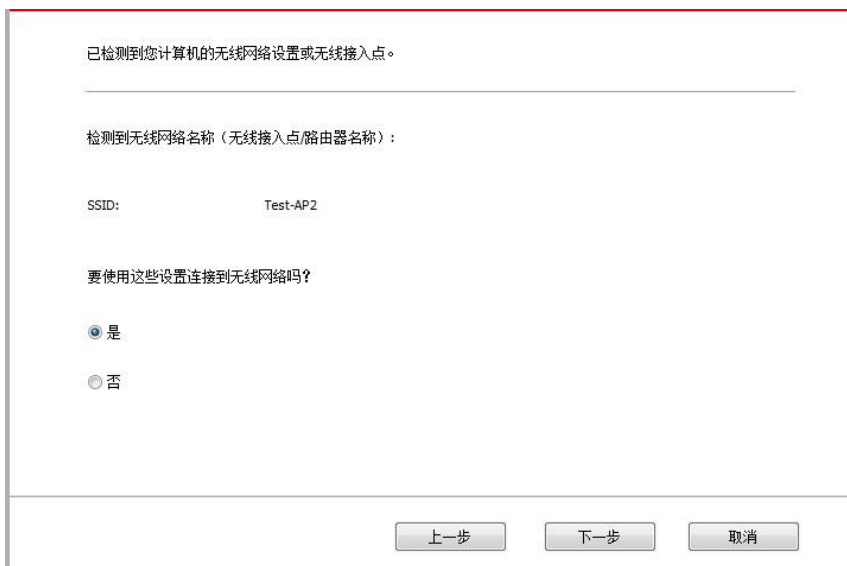 已检测到您计算机的无线网络设置或无线接入点。
检测到无线网络名称（无线接入点/路由器名称）:
SSID: Test-AP2
要使用这些设置连接到无线网络吗?
是
否
上一步 下一步 取消